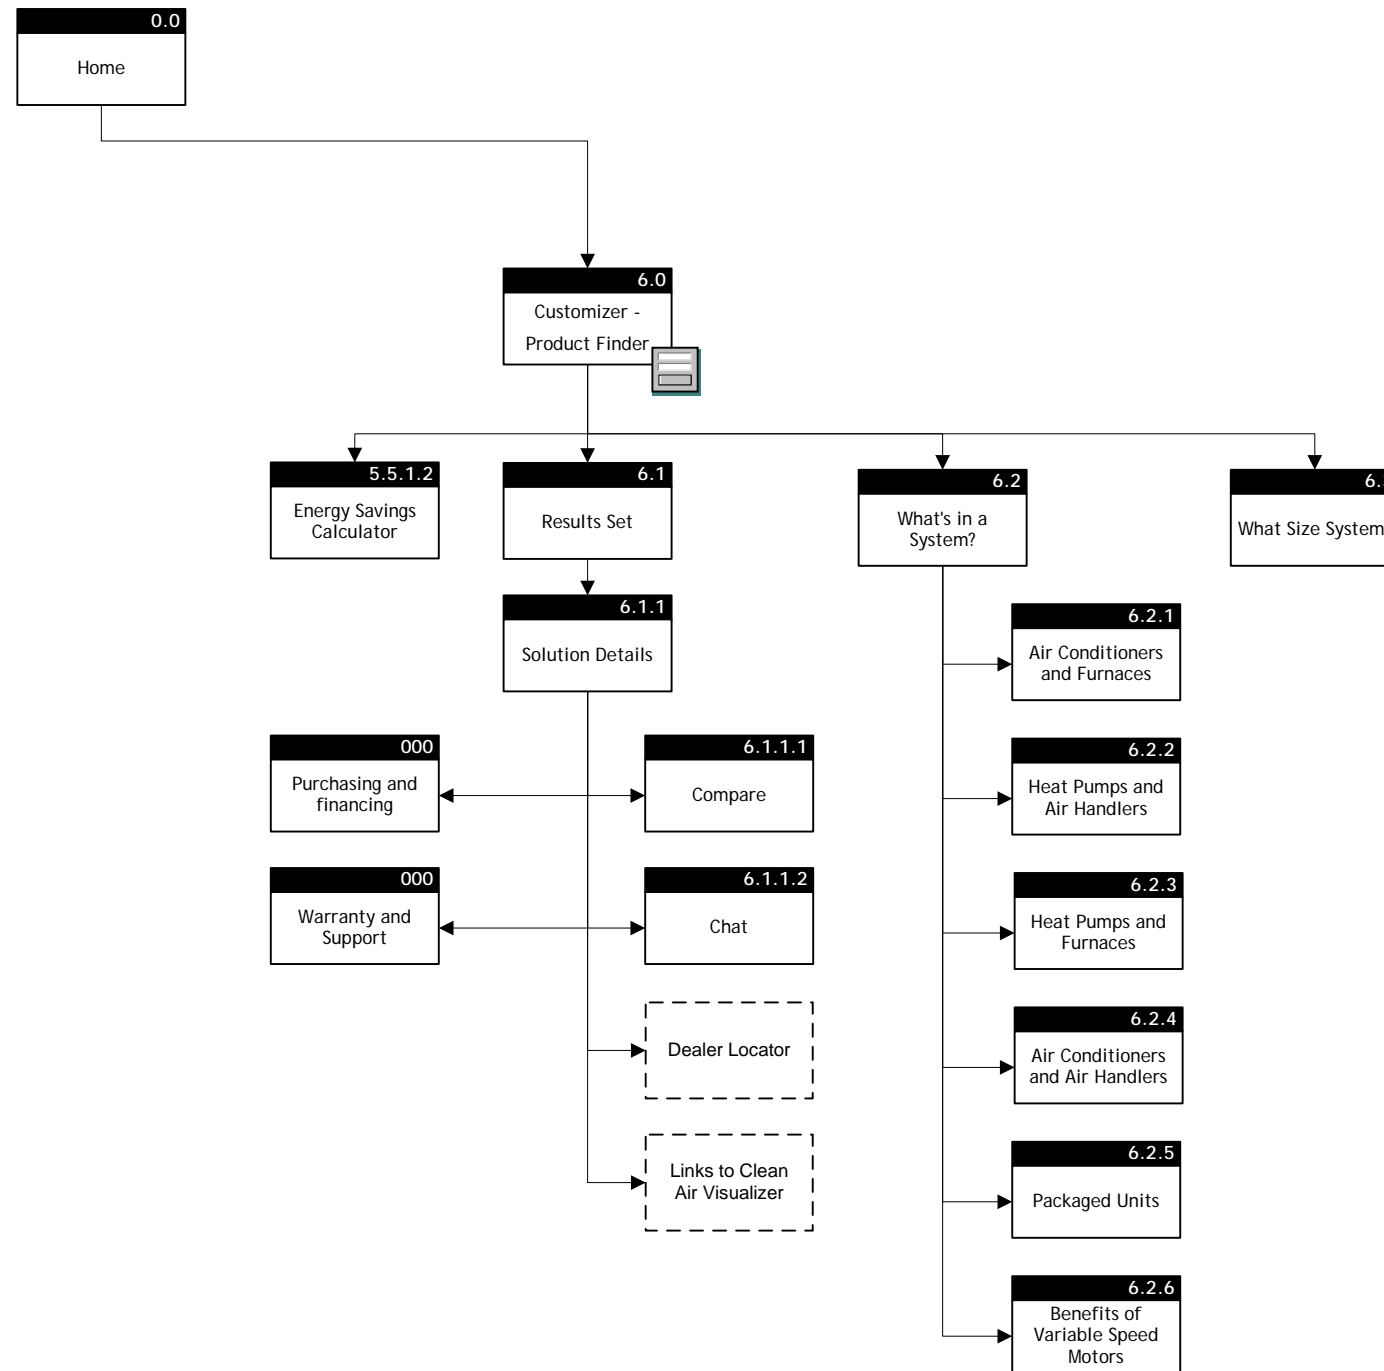 0.0
Home
6.0
Customizer -
Product Finder
5.5.1.2
Energy Savings
Calculator
6.1
Results Set
6.2
What's in a
System?
6.
What Size System
6.1.1
Solution Details
000
Purchasing and
financing
6.1.1.1
Compare
000
Warranty and
Support
6.1.1.2
Chat
Dealer Locator
Links to Clean
Air Visualizer
6.2.1
Air Conditioners
and Furnaces
6.2.2
Heat Pumps and
Air Handlers
6.2.3
Heat Pumps and
Furnaces
6.2.4
Air Conditioners
and Air Handlers
6.2.5
Packaged Units
6.2.6
Benefits of
Variable Speed
Motors